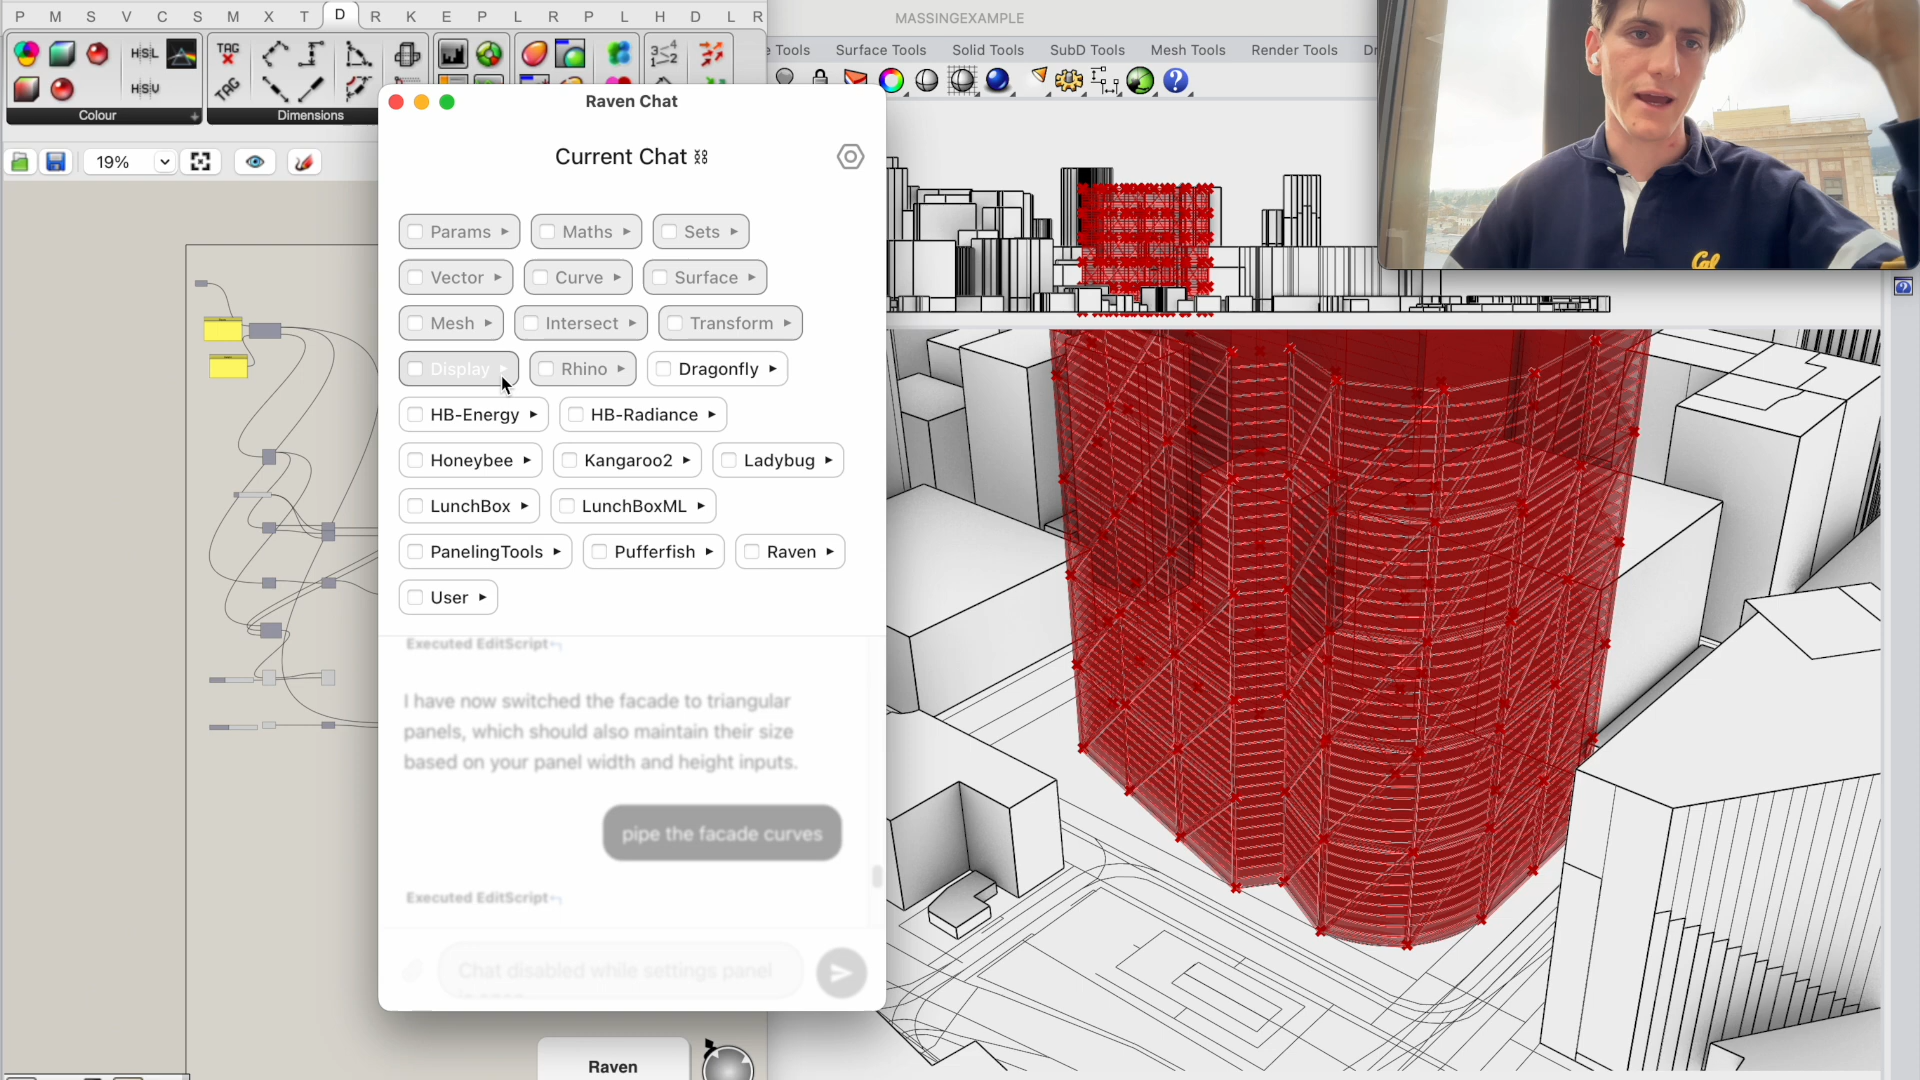 P M S V C S M X T D R K E P L R P L H D L R
MASSINGEXAMPLE
e Tools Surface Tools Solid Tools SubD Tools Mesh Tools Render Tools Dr
HSL
TAG
HSV
TAG
Colour
Dimensions
Raven Chat
Current Chat
19%
Params Maths Sets
Vector Curve Surface
Mesh Intersect Transform
Display Rhino Dragonfly
HB-Energy HB-Radiance
Honeybee Kangaroo2 Ladybug
LunchBox LunchBoxML
PanelingTools Pufferfish Raven
User
Executed EditScript
I have now switched the facade to triangular
panels, which should also maintain their size
based on your panel width and height inputs.
pipe the facade curves
Executed EditScript
Chat disabled while settings panel
Raven
Cal